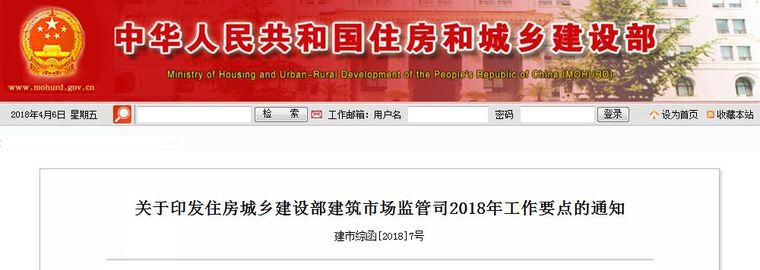 中华人民共和国住房和城乡建设部
Ministry of Housing and Urban-Rural Development of the People's Republic of China (MOHURD)
www.mohurd.gov.cn
2018年4月6日 星期五 检 索 工作邮箱：用户名 密码 登录 设为首页 收藏本站
关于印发住房城乡建设部建筑市场监管司2018年工作要点的通知
建市综函[2018]7号